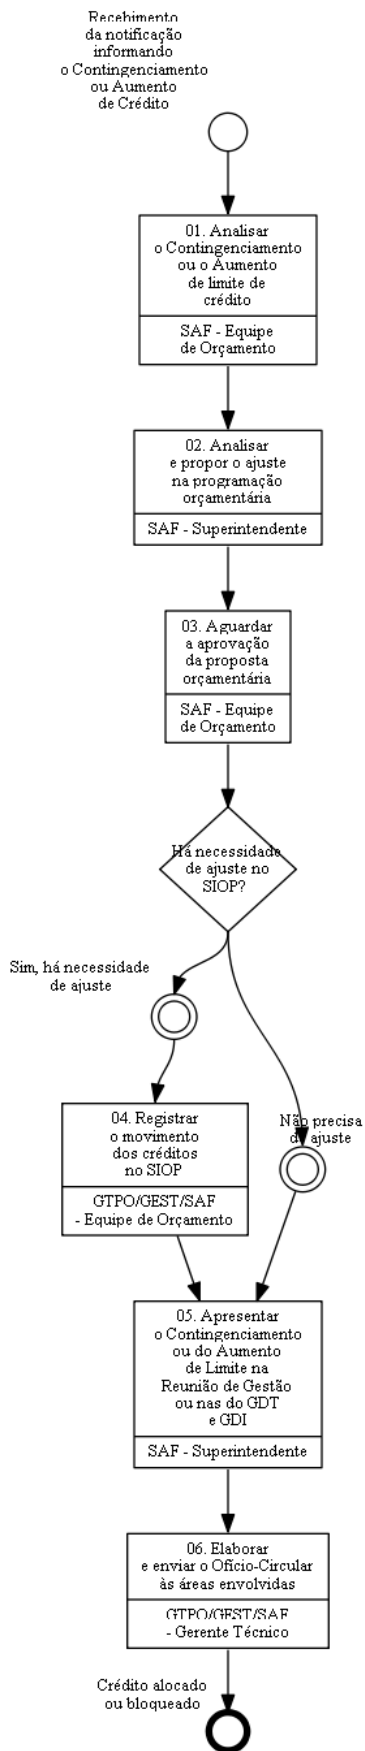 Recebimento
da notificação
informando
o Contingenciamento
ou Aumento
de Crédito
01. Analisar
o Contingenciamento
ou o Aumento
de limite de
crédito
SAF - Equipe
de Orçamento
02. Analisar
e propor o ajuste
na programação
orçamentária
SAF - Superintendente
03. Aguardar
a aprovação
da proposta
orçamentária
SAF - Equipe
de Orçamento
Há necessidade
de ajuste no
SIOP?
Sim, há necessidade
de ajuste
04. Registrar
o movimento
dos créditos
no SIOP
GTPO/GEST/SAF
- Equipe de Orçamento
Não precisa
de ajuste
05. Apresentar
o Contingenciamento
ou do Aumento
de Limite na
Reunião de Gestão
ou nas do GDT
e GDI
SAF - Superintendente
06. Elaborar
e enviar o Ofício-Circular
às áreas envolvidas
GTPO/GEST/SAF
- Gerente Técnico
Crédito alocado
ou bloqueado